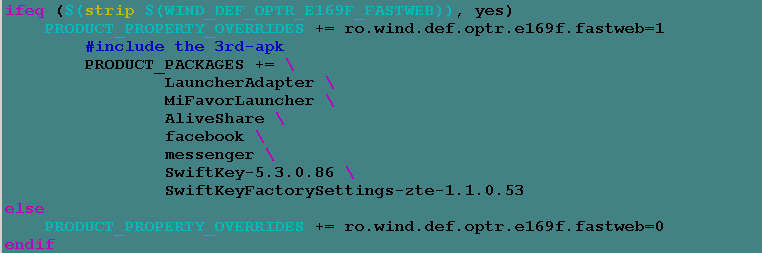 ifeq ($(strip $(WIND_DEF_OPTR_E169F_FASTWEB)), yes)
PRODUCT_PROPERTY_OVERRIDES += ro.wind.def.optr.e169f.fastweb=1
#include the 3rd-apk
PRODUCT_PACKAGES += \
LauncherAdapter \
MiFavorLauncher \
AliveShare \
facebook \
messenger \
SwiftKey-5.3.0.86 \
SwiftKeyFactorySettings-zte-1.1.0.53
else
PRODUCT_PROPERTY_OVERRIDES += ro.wind.def.optr.e169f.fastweb=0
endif